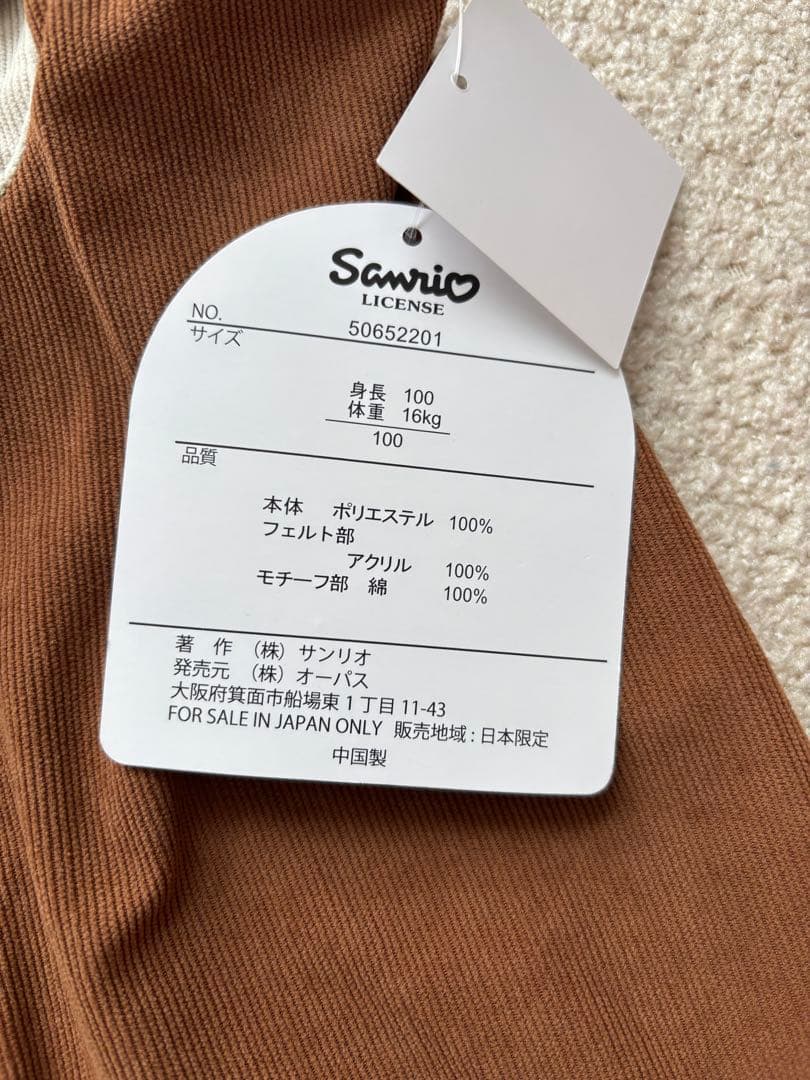 Sanrio
LICENSE
NO. 50652201
サイズ
身長 100
体重 16kg
100
品質
本体 ポリエステル 100%
フェルト部
アクリル 100%
モチーフ部 綿 100%
著 作 （株）サンリオ
発売元 （株）オーパス
大阪府箕面市船場東1丁目11-43
FOR SALE IN JAPAN ONLY 販売地域:日本限定
中国製